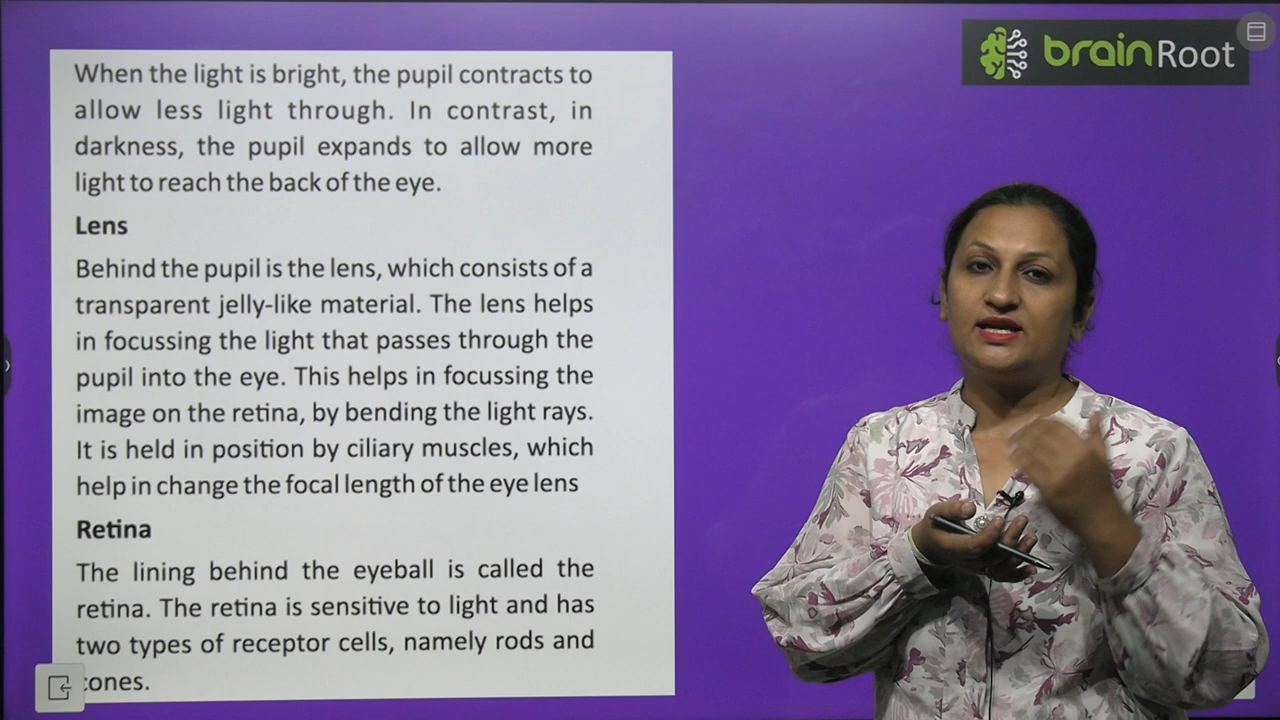 brainRoot
When the light is bright, the pupil contracts to
allow less light through. In contrast, in
darkness, the pupil expands to allow more
light to reach the back of the eye.
Lens
Behind the pupil is the lens, which consists of a
transparent jelly-like material. The lens helps
in focussing the light that passes through the
pupil into the eye. This helps in focussing the
image on the retina, by bending the light rays.
It is held in position by ciliary muscles, which
help in change the focal length of the eye lens
Retina
The lining behind the eyeball is called the
retina. The retina is sensitive to light and has
two types of receptor cells, namely rods and
cones.